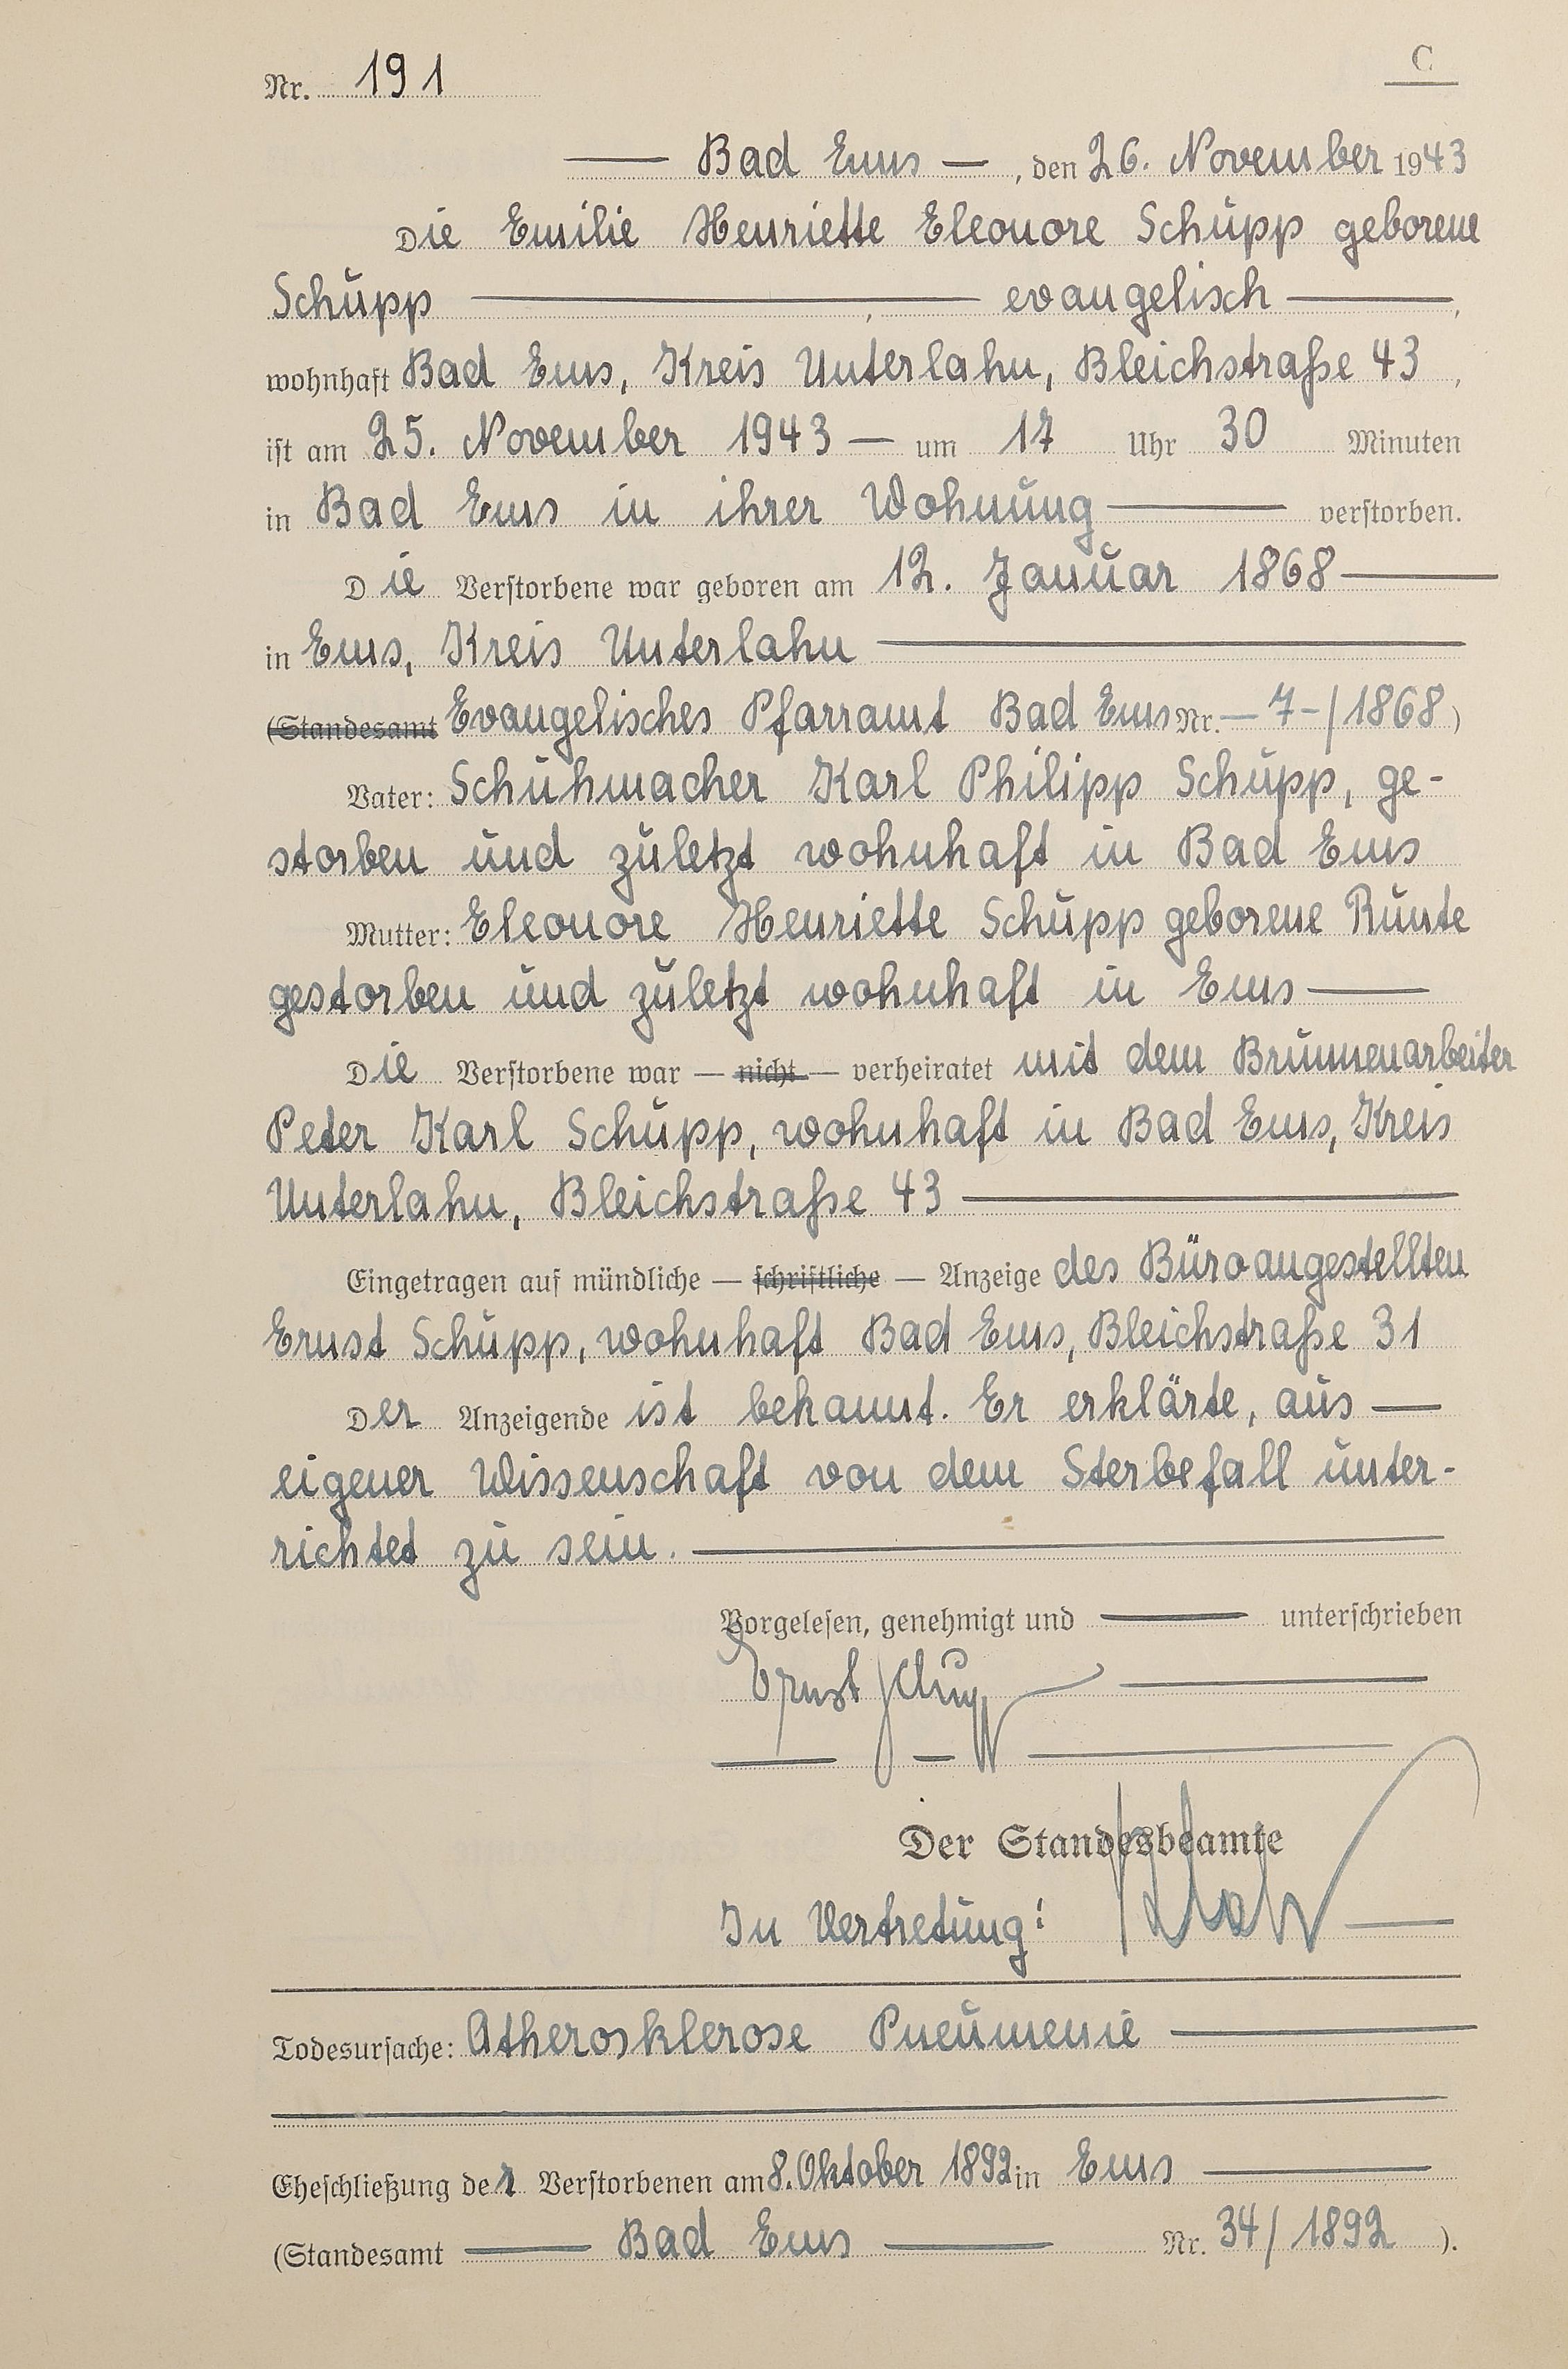 Nr. 191
C
— Bad Ems — , den 26. November 1943
Die Emilie Henriette Eleonore Schupp geborene
Schupp — , evangelisch — ,
wohnhaft Bad Ems, Kreis Unterlahn, Bleichstraße 43 ,
ist am 25. November 1943 — um 17 Uhr 30 Minuten
in Bad Ems in ihrer Wohnung — verstorben.
Die Verstorbene war geboren am 12. Januar 1868 —
in Ems, Kreis Unterlahn —
(Standesamt Evangelisches Pfarramt Bad Ems Nr. — 7 — / 1868 )
Vater: Schuhmacher Karl Philipp Schupp, ge-
storben und zuletzt wohnhaft in Bad Ems
Mutter: Eleonore Henriette Schupp geborene Runte
gestorben und zuletzt wohnhaft in Ems —
Die Verstorbene war — nicht — verheiratet mit dem Brunnenarbeiter
Peter Karl Schupp, wohnhaft in Bad Ems, Kreis
Unterlahn, Bleichstraße 43 —
Eingetragen auf mündliche — schriftliche — Anzeige des Büroangestellten
Ernst Schupp, wohnhaft Bad Ems, Bleichstraße 31
Der Anzeigende ist bekannt. Er erklärte, aus —
eigener Wissenschaft von dem Sterbefall unter-
richtet zu sein. —
Vorgelesen, genehmigt und — unterschrieben
Ernst Schupp —
Der Standesbeamte
In Vertretung:
Todesursache: Atherosklerose Pneumenie —
Eheschließung der Verstorbenen am 8. Oktober 1892 in Ems —
(Standesamt — Bad Ems — Nr. 34 / 1892 ).